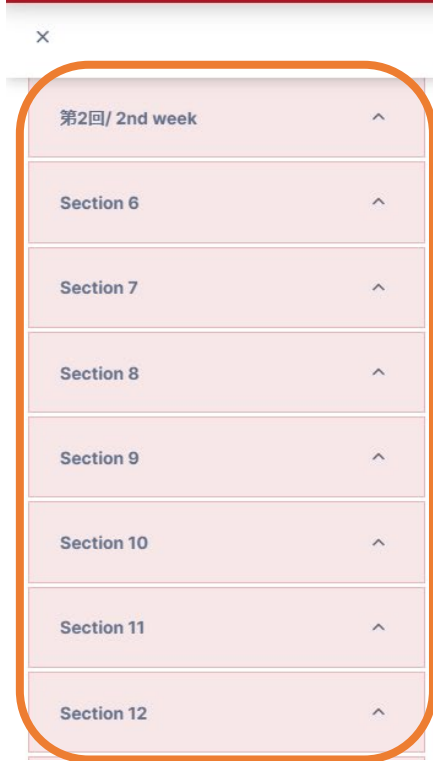 第2回/ 2nd week
Section 6
Section 7
Section 8
Section 9
Section 10
Section 11
Section 12